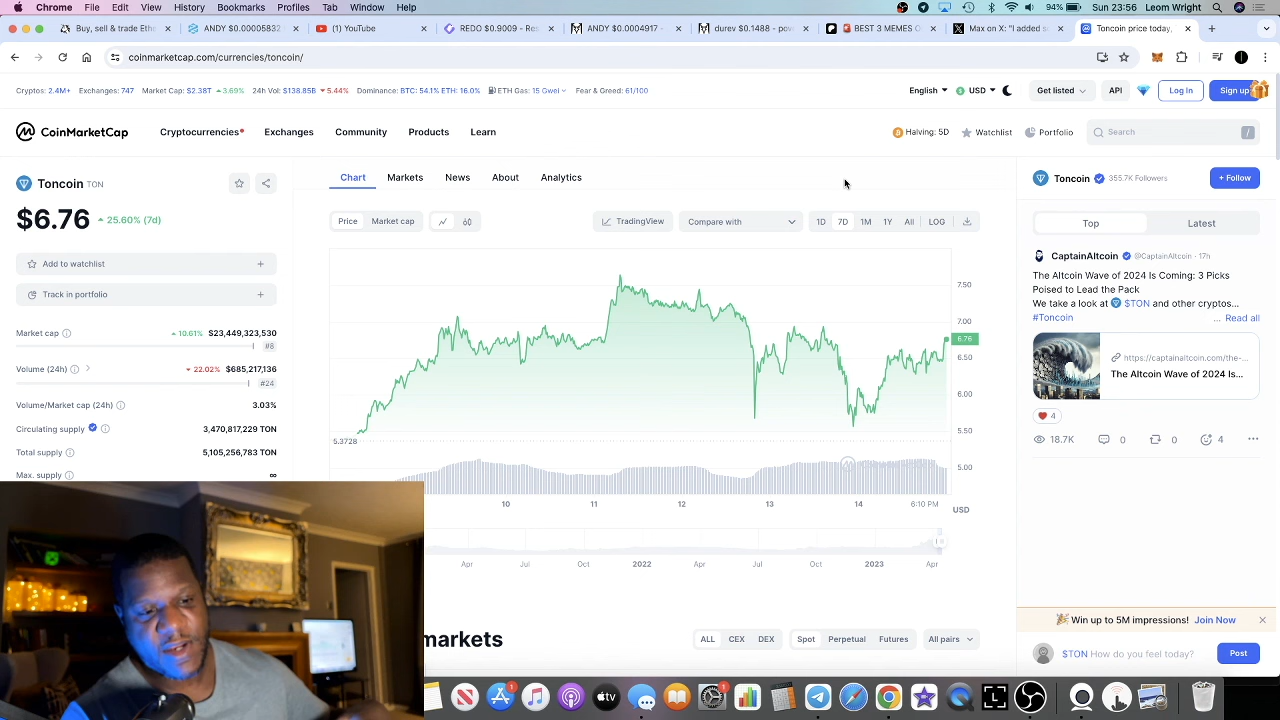 Chrome File Edit View History Bookmarks Profiles Tab Window Help 94% Sun 23:56 Leom Wright
Buy, sell & trade Ethe ANDY $0.00005832 (1) YouTube REDO $0.9009 - Res ANDY $0.0004917 - durev $0.1488 - pow BEST 3 MEMES C Max on X: "I added s Toncoin price today,
coinmarketcap.com/currencies/toncoin/
Cryptos: 2.4M+ Exchanges: 747 Market Cap: $2.38T 3.69% 24h Vol: $138.85B 5.44% Dominance: BTC: 54.1% ETH: 16.0% ETH Gas: 15 Gwei Fear & Greed: 61/100 English USD Get listed API Log In Sign up
CoinMarketCap Cryptocurrencies Exchanges Community Products Learn Halving: 5D Watchlist Portfolio Search /
Toncoin TON
Chart Markets News About Analytics
Toncoin 355.7K Followers + Follow
$6.76 25.60% (7d)
Price Market cap TradingView Compare with 1D 7D 1M 1Y All LOG
Top Latest
Add to watchlist +
Track in portfolio +
Market cap 10.61% $23,449,323,530
#8
Volume (24h) 22.02% $685,217,136
#24
Volume/Market cap (24h) 3.03%
Circulating supply 3,470,817,229 TON
Total supply 5,105,256,783 TON
Max. supply ∞
7.50
7.00
6.76
6.50
6.00
5.50
5.3728
5.00
10 11 12 13 14 6:10 PM
USD
Apr Jul Oct 2022 Apr Jul Oct 2023 Apr
CaptainAltcoin @CaptainAltcoin · 17h
The Altcoin Wave of 2024 Is Coming: 3 Picks
Poised to Lead the Pack
We take a look at $TON and other cryptos...
#Toncoin ... Read all
https://captainaltcoin.com/the-...
The Altcoin Wave of 2024 Is...
4
18.7K 0 0 4
markets ALL CEX DEX Spot Perpetual Futures All pairs
Win up to 5M impressions! Join Now
$TON How do you feel today? Post